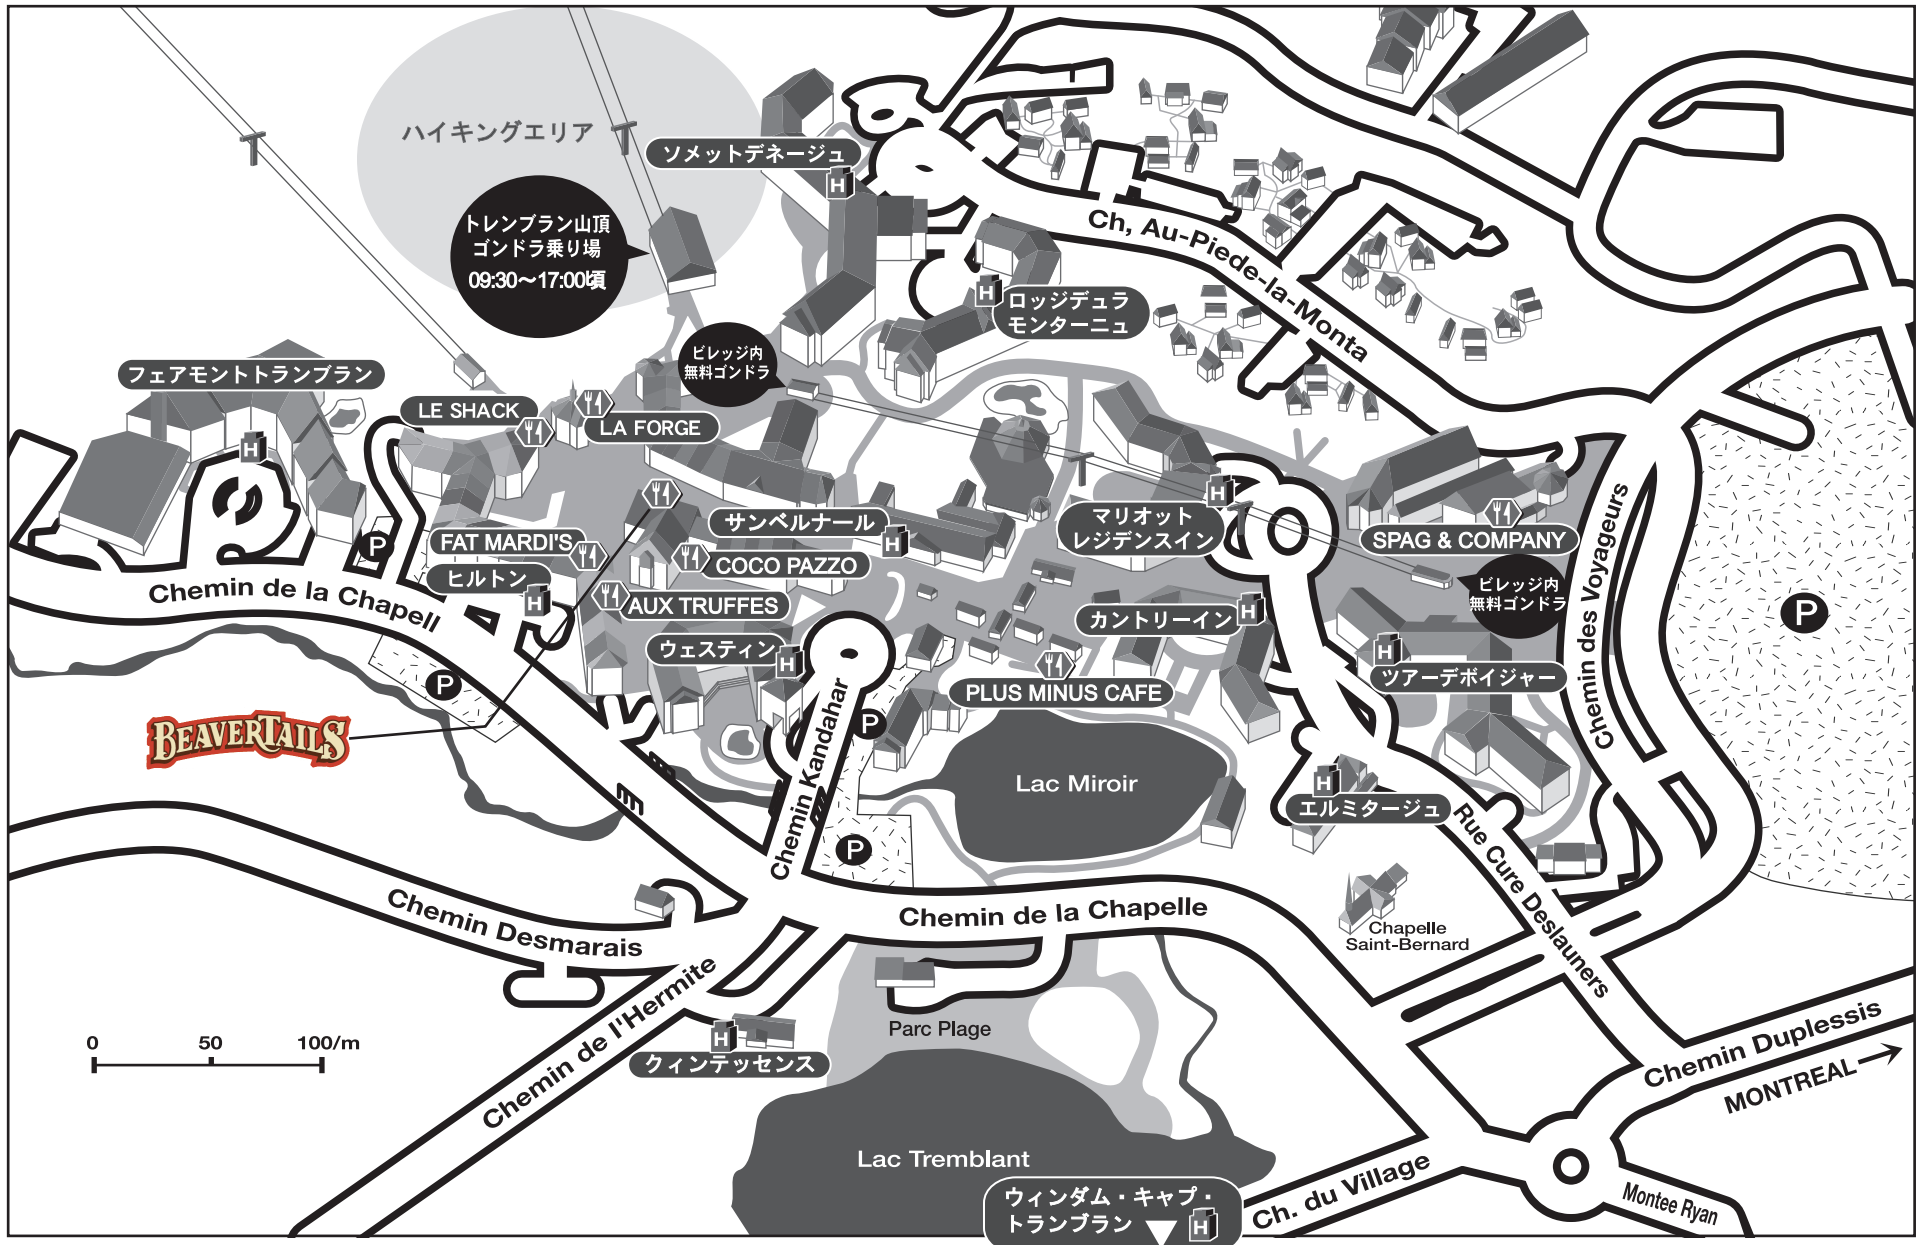 ハイキングエリア
ソメットデネージュ
H
トレンブラン山頂
ゴンドラ乗り場
09:30〜17:00頃
Ch, Au-Piede-la-Monta
H
ロッジデュラ
モンターニュ
ビレッジ内
無料ゴンドラ
フェアモントトランブラン
H
LE SHACK
LA FORGE
サンベルナール
H
マリオット
レジデンスイン
H
SPAG & COMPANY
P
FAT MARDI'S
COCO PAZZO
ヒルトン
H
AUX TRUFFES
ビレッジ内
無料ゴンドラ
Chemin des Voyageurs
P
Chemin de la Chapell
カントリーイン
H
ウェスティン
H
PLUS MINUS CAFE
H
ツアーデボイジャー
P
BEAVERTAILS
P
Chemin Kandahar
Lac Miroir
H
エルミタージュ
P
Rue Cure Deslauners
Chemin Desmarais
Chemin de la Chapelle
Chapelle
Saint-Bernard
Chemin de l'Hermite
Parc Plage
0 50 100/m
H
クィンテッセンス
Chemin Duplessis
MONTREAL
Lac Tremblant
ウィンダム・キャプ・
トランブラン
H
Ch. du Village
Montee Ryan